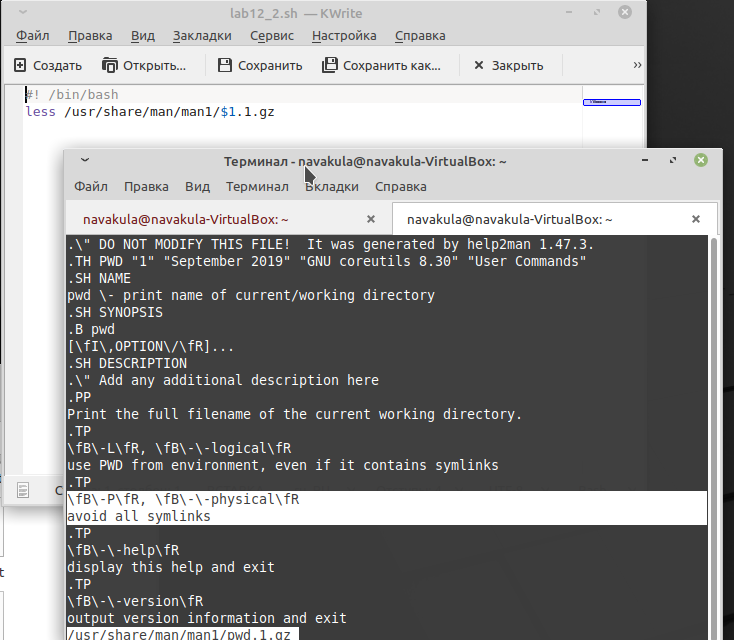 lab12_2.sh — KWrite
Файл Правка Вид Закладки Сервис Настройка Справка
Создать Открыть... Сохранить Сохранить как... Закрыть »
#! /bin/bash
less /usr/share/man/man1/$1.1.gz
Терминал - navakula@navakula-VirtualBox: ~
Файл Правка Вид Терминал Вкладки Справка
navakula@navakula-VirtualBox: ~ navakula@navakula-VirtualBox: ~
.\" DO NOT MODIFY THIS FILE!  It was generated by help2man 1.47.3.
.TH PWD "1" "September 2019" "GNU coreutils 8.30" "User Commands"
.SH NAME
pwd \- print name of current/working directory
.SH SYNOPSIS
.B pwd
[\fI\,OPTION\/\fR]...
.SH DESCRIPTION
.\" Add any additional description here
.PP
Print the full filename of the current working directory.
.TP
\fB\-L\fR, \fB\-\-logical\fR
use PWD from environment, even if it contains symlinks
.TP
\fB\-P\fR, \fB\-\-physical\fR
avoid all symlinks
.TP
\fB\-\-help\fR
display this help and exit
.TP
\fB\-\-version\fR
output version information and exit
/usr/share/man/man1/pwd.1.gz